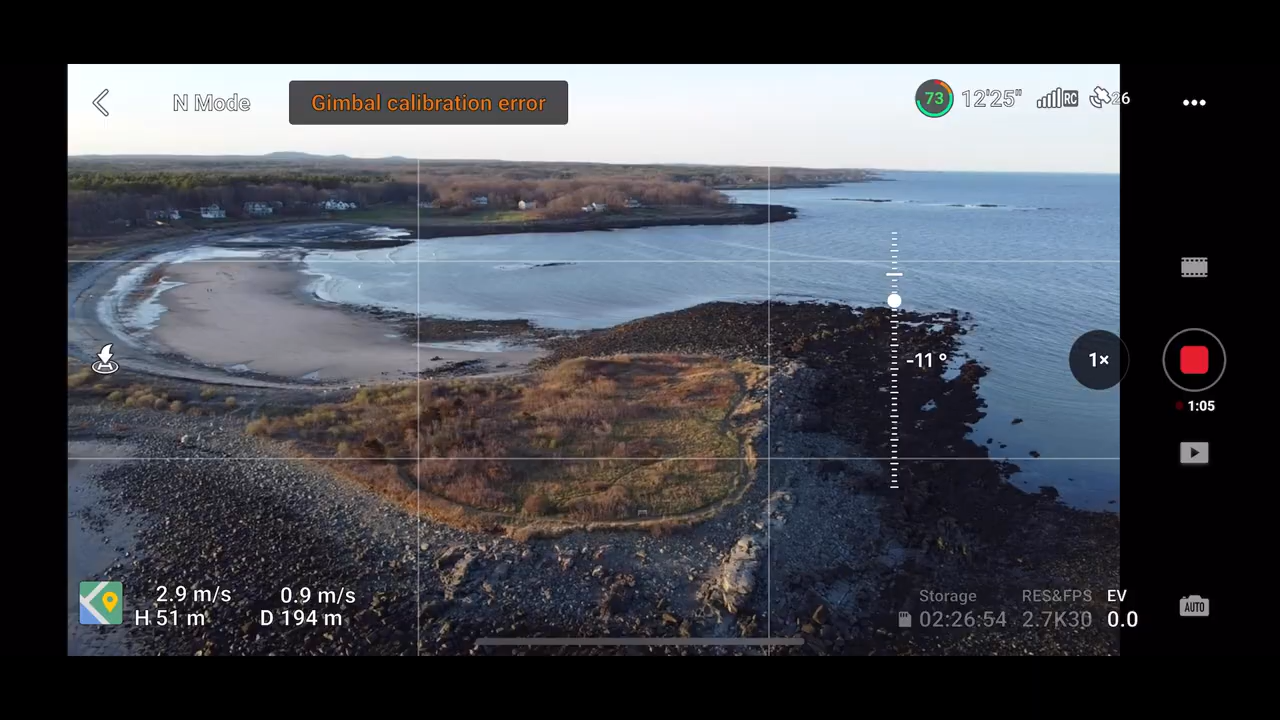 N Mode
Gimbal calibration error
73
12'25"
RC
26
-11 °
1×
1:05
2.9 m/s
0.9 m/s
H 51 m
D 194 m
Storage
RES&FPS
EV
02:26:54
2.7K30
0.0
AUTO